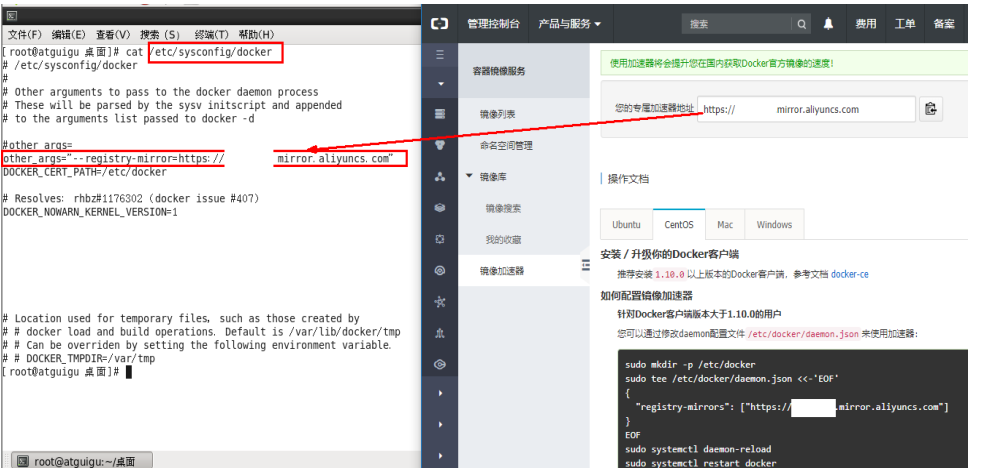 文件(F) 编辑(E) 查看(V) 搜索 (S) 终端(T) 帮助(H)
[root@atguigu 桌面]# cat /etc/sysconfig/docker
# /etc/sysconfig/docker
#
# Other arguments to pass to the docker daemon process
# These will be parsed by the sysv initscript and appended
# to the arguments list passed to docker -d
#other args=
other_args="--registry-mirror=https://        mirror.aliyuncs.com"
DOCKER_CERT_PATH=/etc/docker
# Resolves: rhbz#1176302 (docker issue #407)
DOCKER_NOWARN_KERNEL_VERSION=1
# Location used for temporary files, such as those created by
# # docker load and build operations. Default is /var/lib/docker/tmp
# # Can be overriden by setting the following environment variable.
# # DOCKER_TMPDIR=/var/tmp
[root@atguigu 桌面]#
root@atguigu:~/桌面
管理控制台 产品与服务 搜索 费用 工单 备案
容器镜像服务
镜像列表
命名空间管理
镜像库
镜像搜索
我的收藏
镜像加速器
使用加速器将会提升您在国内获取Docker官方镜像的速度!
您的专属加速器地址 https://        mirror.aliyuncs.com
操作文档
Ubuntu CentOS Mac Windows
安装 / 升级你的Docker客户端
推荐安装 1.10.0 以上版本的Docker客户端,参考文档 docker-ce
如何配置镜像加速器
针对Docker客户端版本大于1.10.0的用户
您可以通过修改daemon配置文件 /etc/docker/daemon.json 来使用加速器:
sudo mkdir -p /etc/docker
sudo tee /etc/docker/daemon.json <<-'EOF'
{
"registry-mirrors": ["https://        .mirror.aliyuncs.com"]
}
EOF
sudo systemctl daemon-reload
sudo systemctl restart docker